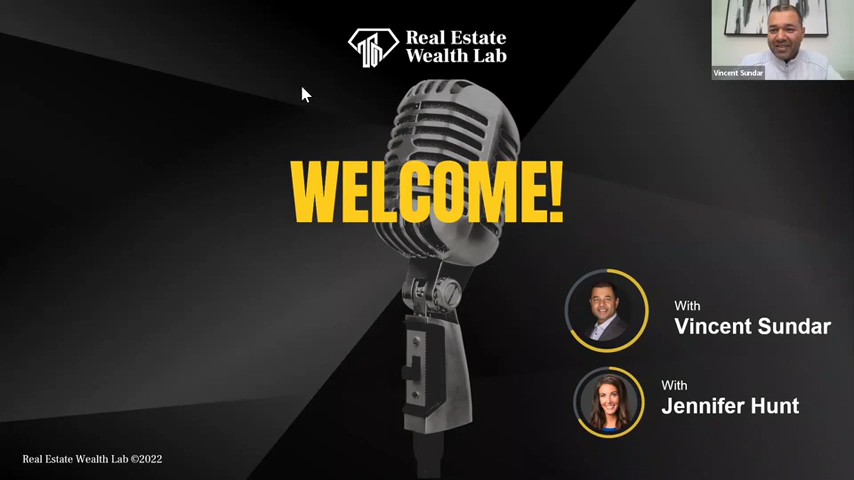 Real Estate
Wealth Lab
Vincent Sundar
WELCOME!
With
Vincent Sundar
With
Jennifer Hunt
Real Estate Wealth Lab ©2022